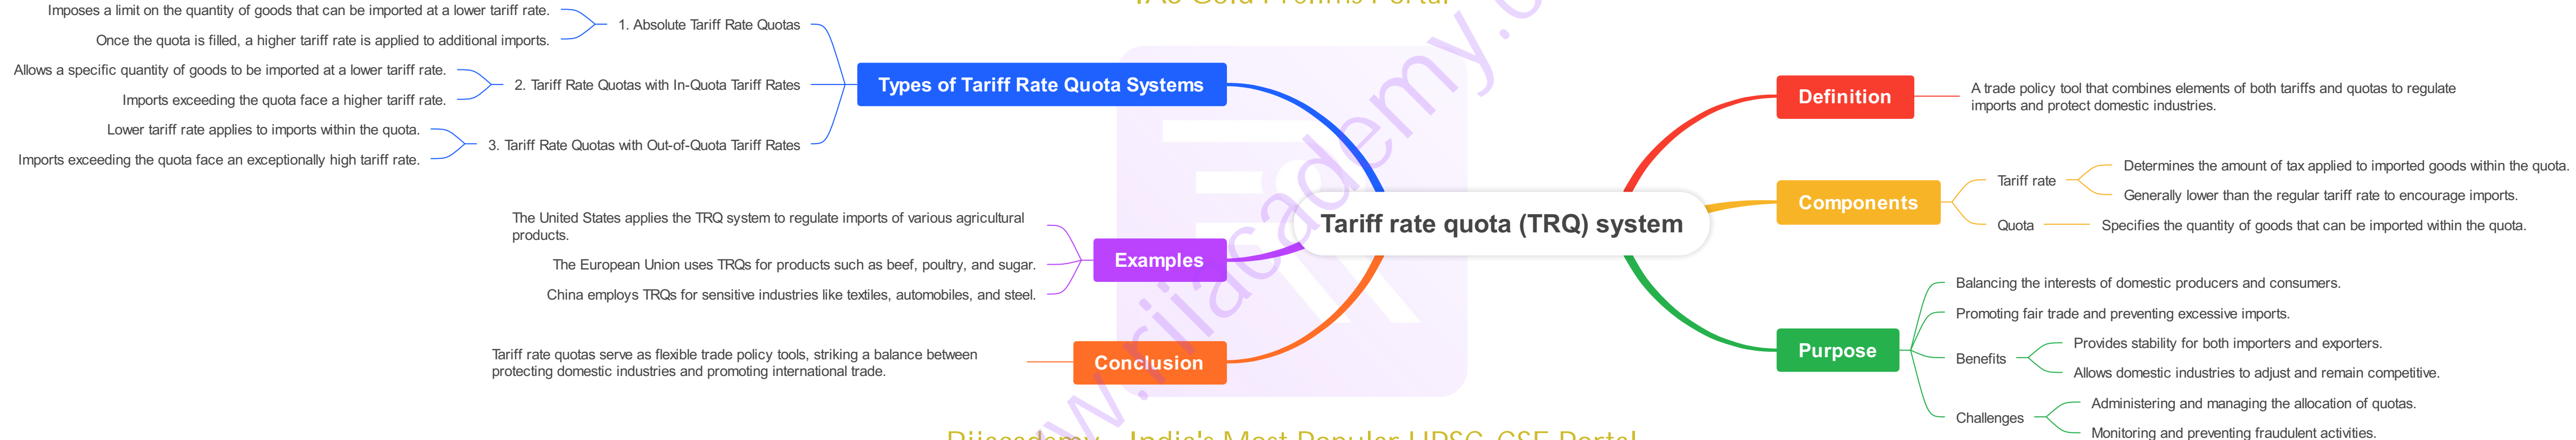 IAS Gold Prelims Portal
Tariff rate quota (TRQ) system
Types of Tariff Rate Quota Systems
1. Absolute Tariff Rate Quotas
Imposes a limit on the quantity of goods that can be imported at a lower tariff rate.
Once the quota is filled, a higher tariff rate is applied to additional imports.
2. Tariff Rate Quotas with In-Quota Tariff Rates
Allows a specific quantity of goods to be imported at a lower tariff rate.
Imports exceeding the quota face a higher tariff rate.
3. Tariff Rate Quotas with Out-of-Quota Tariff Rates
Lower tariff rate applies to imports within the quota.
Imports exceeding the quota face an exceptionally high tariff rate.
Examples
The United States applies the TRQ system to regulate imports of various agricultural
products.
The European Union uses TRQs for products such as beef, poultry, and sugar.
China employs TRQs for sensitive industries like textiles, automobiles, and steel.
Conclusion
Tariff rate quotas serve as flexible trade policy tools, striking a balance between
protecting domestic industries and promoting international trade.
Definition
A trade policy tool that combines elements of both tariffs and quotas to regulate
imports and protect domestic industries.
Components
Tariff rate
Determines the amount of tax applied to imported goods within the quota.
Generally lower than the regular tariff rate to encourage imports.
Quota
Specifies the quantity of goods that can be imported within the quota.
Purpose
Balancing the interests of domestic producers and consumers.
Promoting fair trade and preventing excessive imports.
Benefits
Provides stability for both importers and exporters.
Allows domestic industries to adjust and remain competitive.
Challenges
Administering and managing the allocation of quotas.
Monitoring and preventing fraudulent activities.
w.rijiacademy.
Rijiacademy - India's Most Popular UPSC-CSE Portal